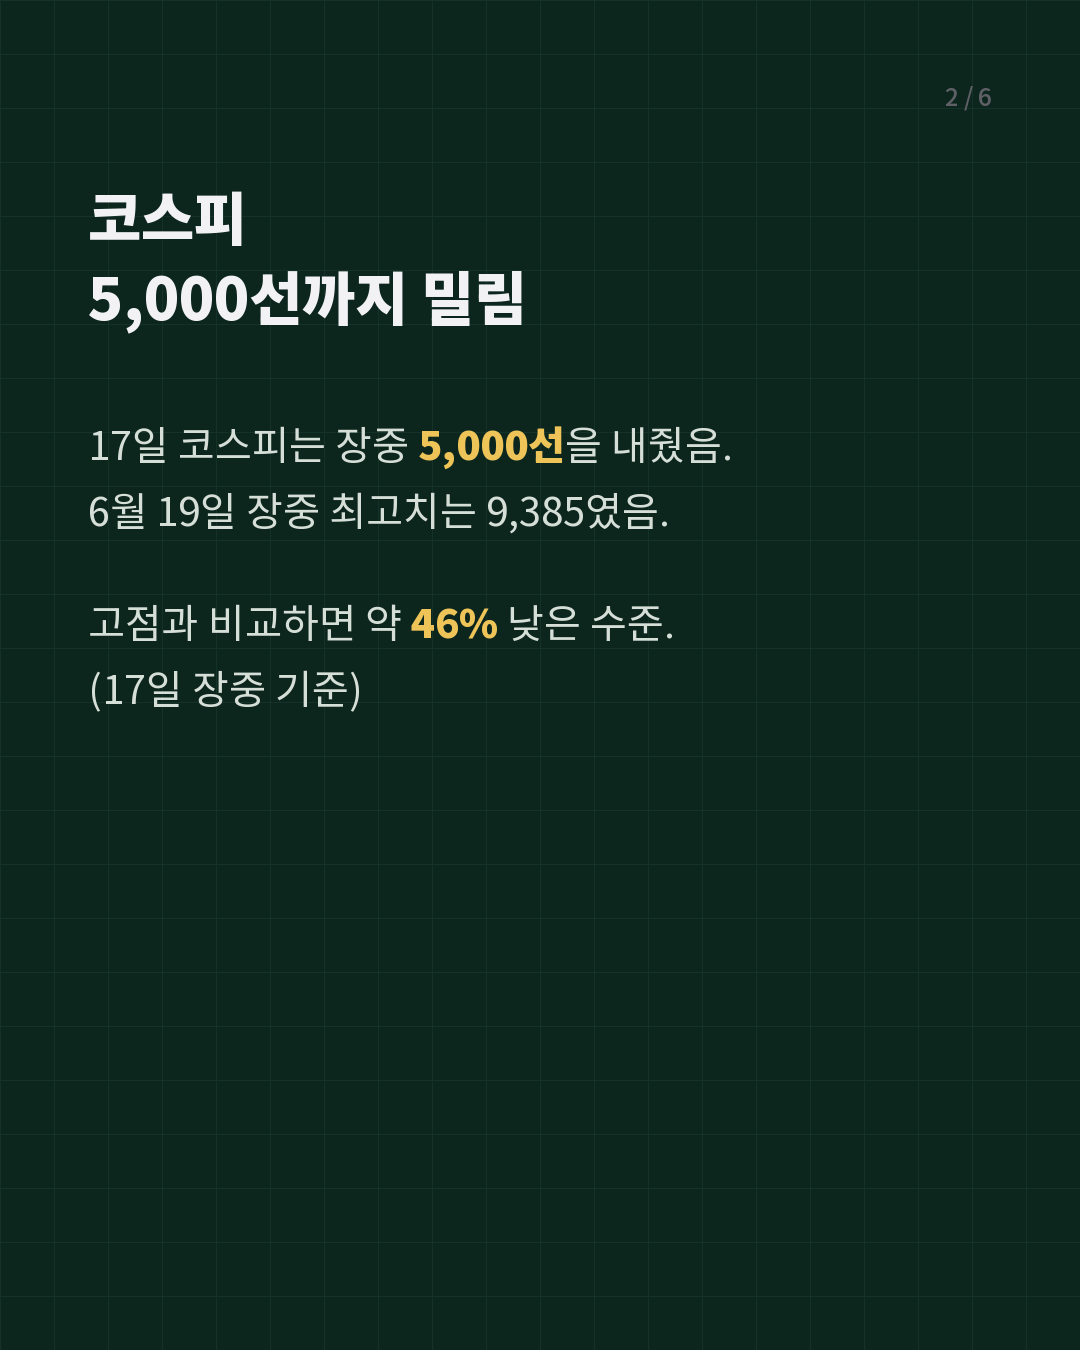 2 / 6
코스피
5,000선까지 밀림
17일 코스피는 장중 5,000선을 내줬음.
6월 19일 장중 최고치는 9,385였음.
고점과 비교하면 약 46% 낮은 수준.
(17일 장중 기준)